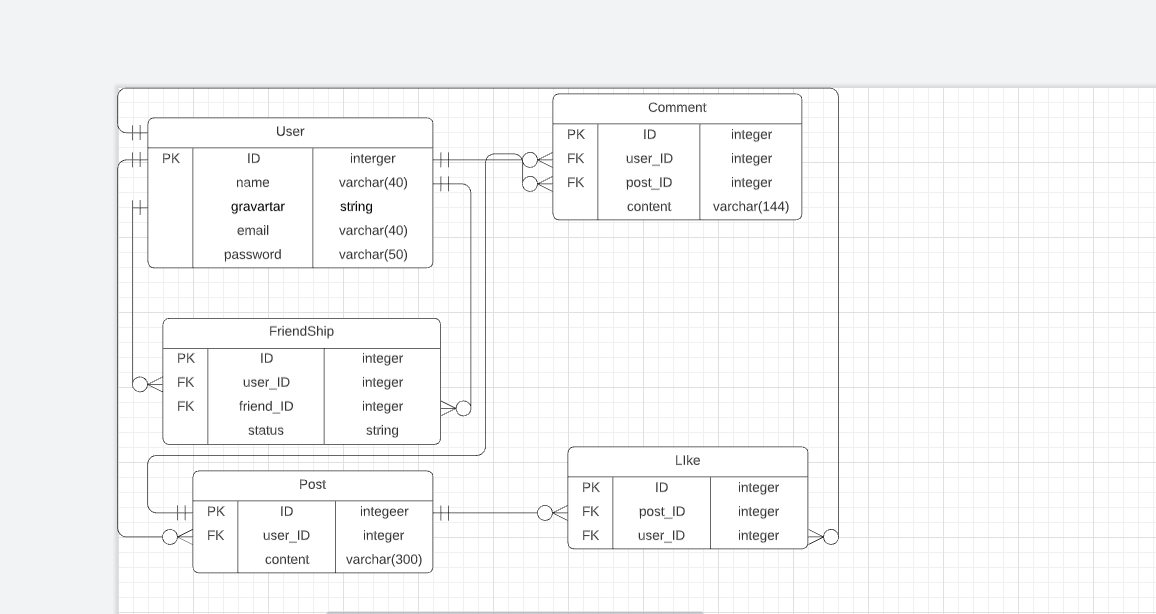 User
PK ID interger
name varchar(40)
gravartar string
email varchar(40)
password varchar(50)
Comment
PK ID integer
FK user_ID integer
FK post_ID integer
content varchar(144)
FriendShip
PK ID integer
FK user_ID integer
FK friend_ID integer
status string
Post
PK ID integeer
FK user_ID integer
content varchar(300)
LIke
PK ID integer
FK post_ID integer
FK user_ID integer